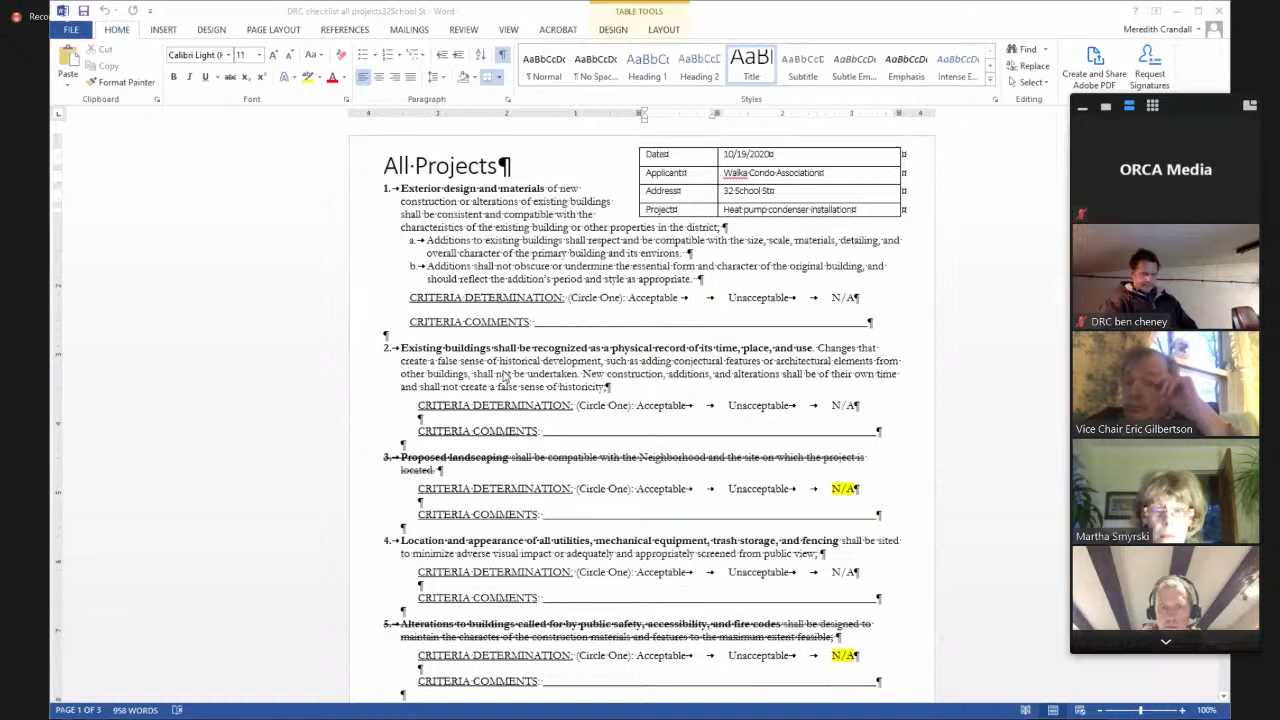 Reco
DRC checklist all projects32School St - Word
TABLE TOOLS
FILE
HOME
INSERT
DESIGN
PAGE LAYOUT
REFERENCES
MAILINGS
REVIEW
VIEW
ACROBAT
DESIGN
LAYOUT
Meredith Crandall
Paste
Cut
Copy
Format Painter
Clipboard
Calibri Light (H
11
Font
Paragraph
AaBbCcDc
¶ Normal
AaBbCcDc
¶ No Spac...
AaBbCc
Heading 1
AaBbCcC
Heading 2
AaBl
Title
AaBbCcC
Subtitle
AaBbCcDc
Subtle Em...
AaBbCcDc
Emphasis
AaBbCcDc
Intense E...
Styles
Find
Replace
Select
Editing
Create and Share Adobe PDF
Request Signatures
All·Projects¶
Date¤ 10/19/2020¤ ¤
Applicant¤ Walka·Condo·Association¤ ¤
Address¤ 32·School·St¤ ¤
Project¤ Heat·pump·condenser·installation¤ ¤
1.→Exterior·design·and·materials·of·new·
construction·or·alterations·of·existing·buildings·
shall·be·consistent·and·compatible·with·the·
characteristics·of·the·existing·building·or·other·properties·in·the·district;·¶
a.→Additions·to·existing·buildings·shall·respect·and·be·compatible·with·the·size,·scale,·materials,·detailing,·and·
overall·character·of·the·primary·building·and·its·environs.··¶
b.→Additions·shall·not·obscure·or·undermine·the·essential·form·and·character·of·the·original·building,·and·
should·reflect·the·addition's·period·and·style·as·appropriate.··¶
CRITERIA·DETERMINATION:·(Circle·One):·Acceptable·→ → Unacceptable·→ → N/A¶
CRITERIA·COMMENTS:·¶
¶
2.→Existing·buildings·shall·be·recognized·as·a·physical·record·of·its·time,·place,·and·use.·Changes·that·
create·a·false·sense·of·historical·development,·such·as·adding·conjectural·features·or·architectural·elements·from·
other·buildings,·shall·not·be·undertaken.·New·construction,·additions,·and·alterations·shall·be·of·their·own·time·
and·shall·not·create·a·false·sense·of·historicity;¶
CRITERIA·DETERMINATION:·(Circle·One):·Acceptable→ → Unacceptable→ → N/A¶
¶
CRITERIA·COMMENTS:·¶
¶
3.→Proposed·landscaping·shall·be·compatible·with·the·Neighborhood·and·the·site·on·which·the·project·is·
located.·¶
CRITERIA·DETERMINATION:·(Circle·One):·Acceptable→ → Unacceptable→ → N/A¶
¶
CRITERIA·COMMENTS:·¶
¶
4.→Location·and·appearance·of·all·utilities,·mechanical·equipment,·trash·storage,·and·fencing·shall·be·sited·
to·minimize·adverse·visual·impact·or·adequately·and·appropriately·screened·from·public·view;·¶
CRITERIA·DETERMINATION:·(Circle·One):·Acceptable→ → Unacceptable→ → N/A¶
¶
CRITERIA·COMMENTS:·¶
¶
5.→Alterations·to·buildings·called·for·by·public·safety,·accessibility,·and·fire·codes·shall·be·designed·to·
maintain·the·character·of·the·construction·materials·and·features·to·the·maximum·extent·feasible;·¶
CRITERIA·DETERMINATION:·(Circle·One):·Acceptable→ → Unacceptable→ → N/A¶
¶
CRITERIA·COMMENTS:·¶
¶
ORCA Media
DRC ben cheney
Vice Chair Eric Gilbertson
Martha Smyrski
PAGE 1 OF 3
958 WORDS
100%